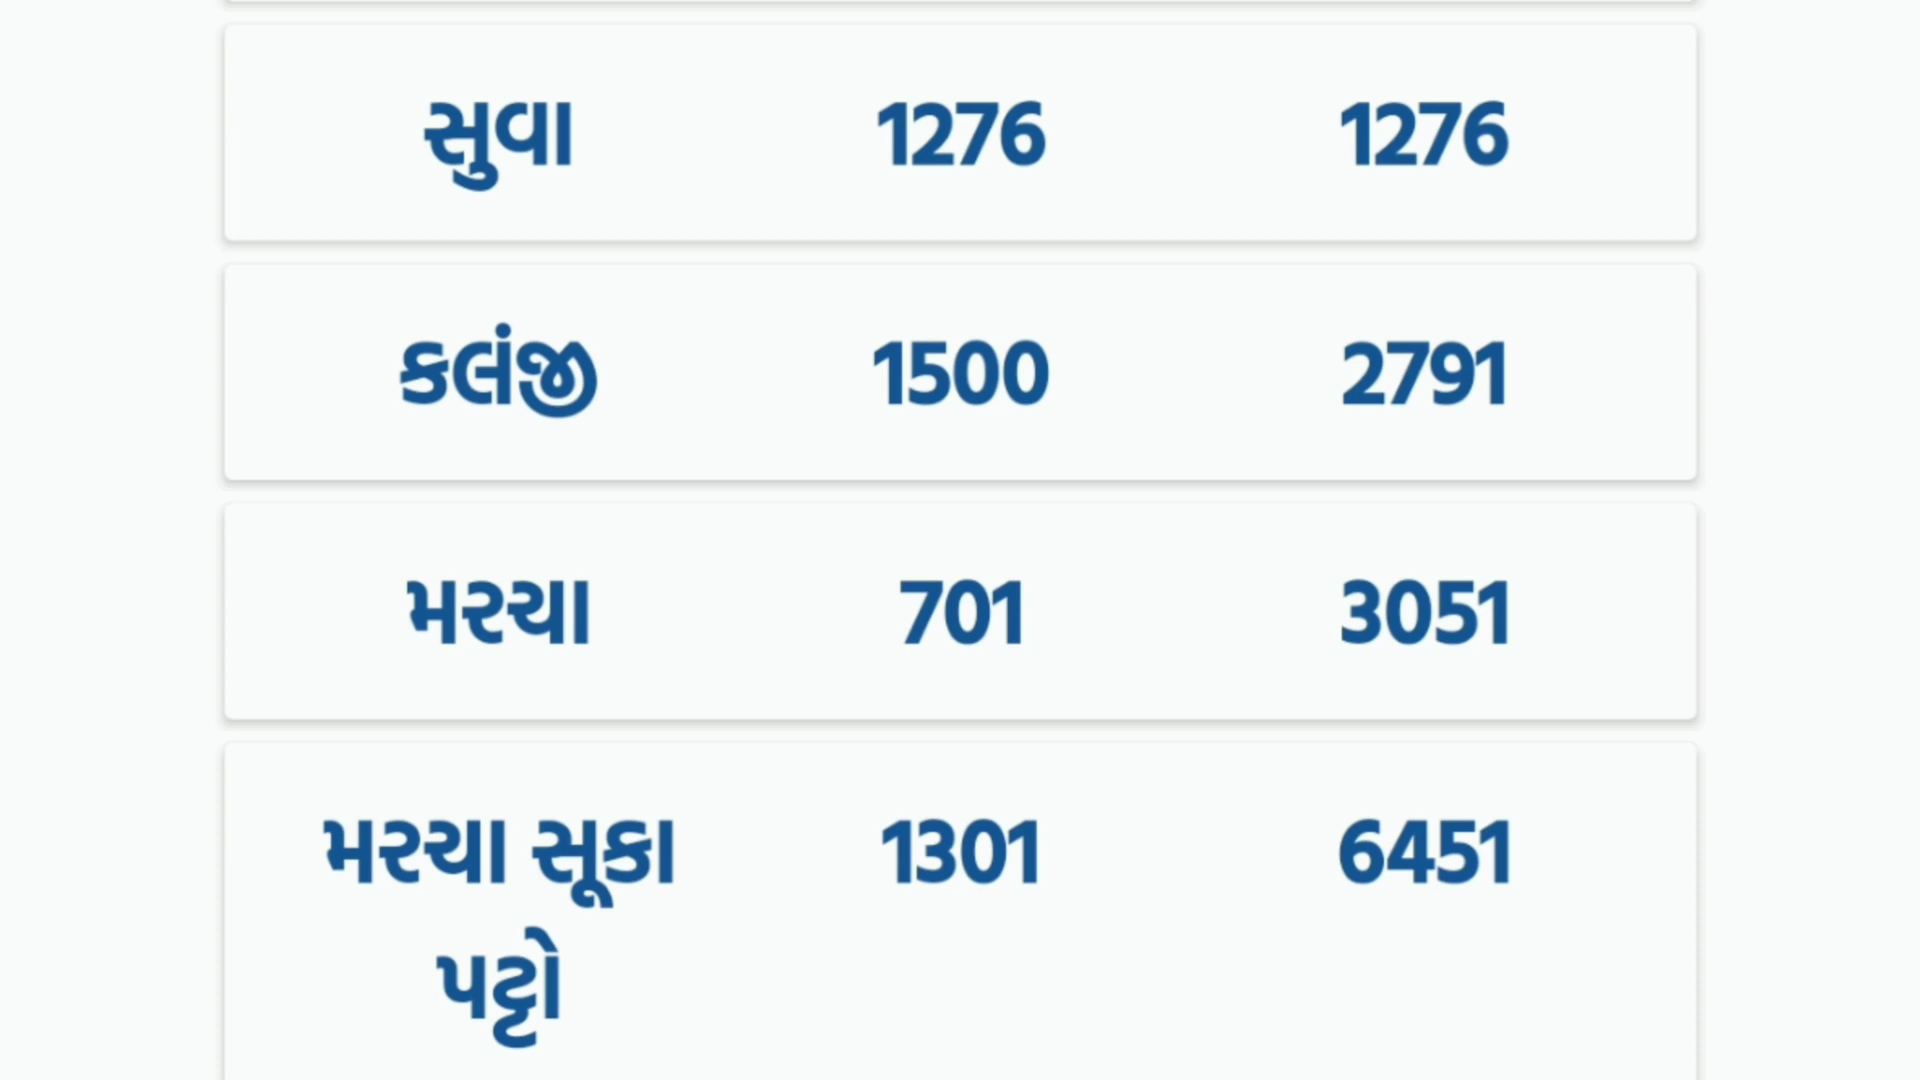 સુવા 1276 1276
કલંજી 1500 2791
મરચા 701 3051
મરચા સૂકા 1301 6451
પટ્ટો